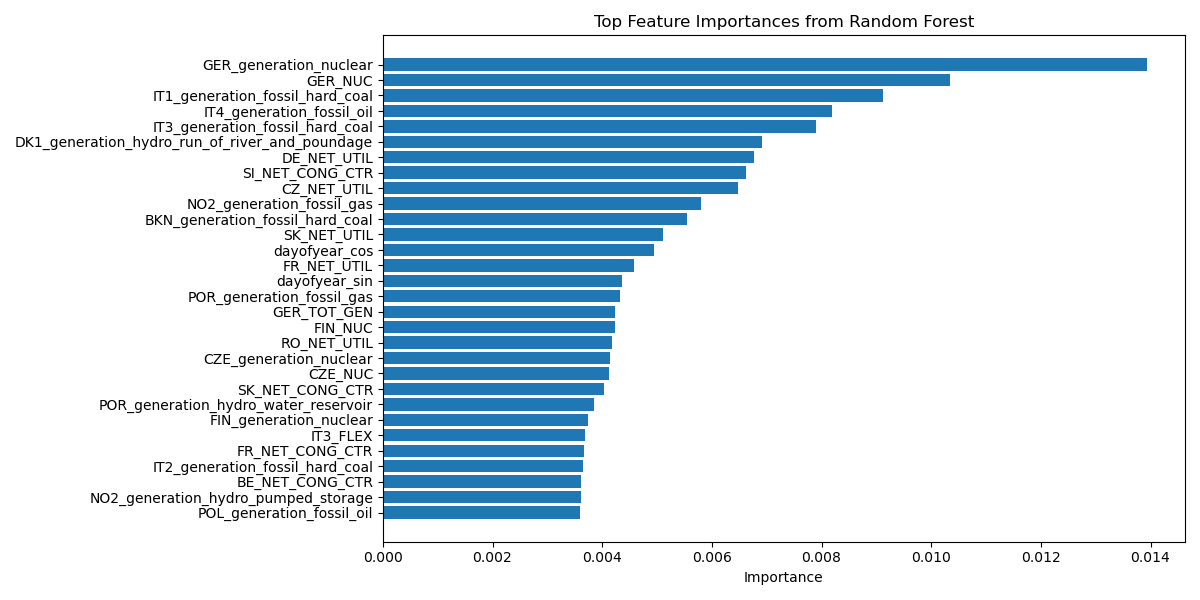 Top Feature Importances from Random Forest
GER_generation_nuclear
GER_NUC
IT1_generation_fossil_hard_coal
IT4_generation_fossil_oil
IT3_generation_fossil_hard_coal
DK1_generation_hydro_run_of_river_and_poundage
DE_NET_UTIL
SI_NET_CONG_CTR
CZ_NET_UTIL
NO2_generation_fossil_gas
BKN_generation_fossil_hard_coal
SK_NET_UTIL
dayofyear_cos
FR_NET_UTIL
dayofyear_sin
POR_generation_fossil_gas
GER_TOT_GEN
FIN_NUC
RO_NET_UTIL
CZE_generation_nuclear
CZE_NUC
SK_NET_CONG_CTR
POR_generation_hydro_water_reservoir
FIN_generation_nuclear
IT3_FLEX
FR_NET_CONG_CTR
IT2_generation_fossil_hard_coal
BE_NET_CONG_CTR
NO2_generation_hydro_pumped_storage
POL_generation_fossil_oil
0.000 0.002 0.004 0.006 0.008 0.010 0.012 0.014
Importance